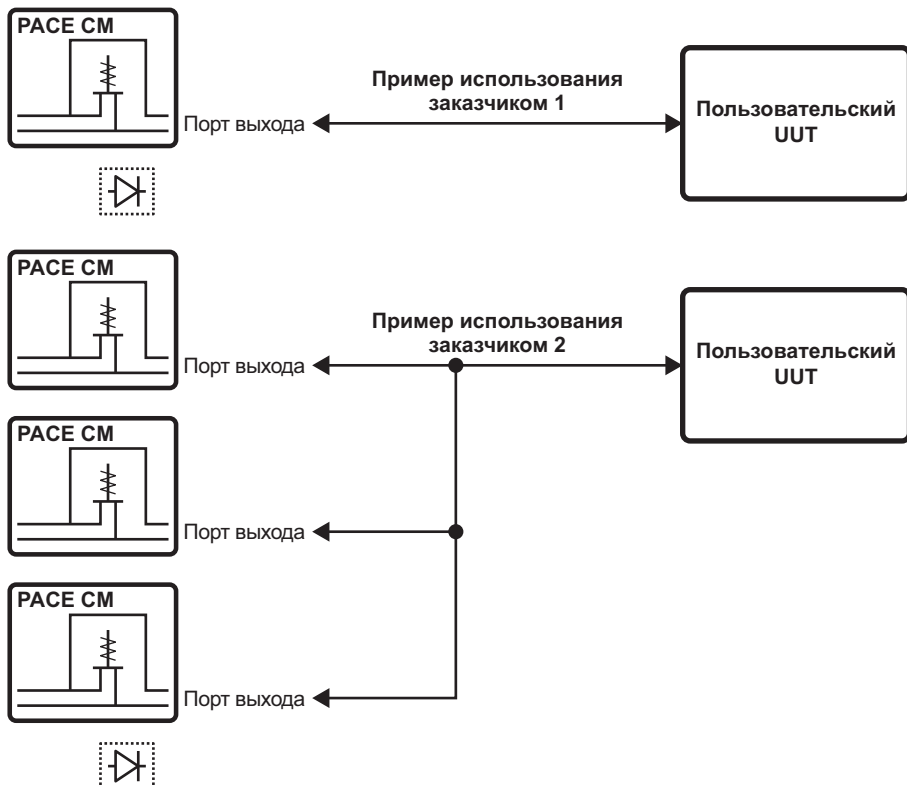 PACE CM
Пример использования
заказчиком 1
Порт выхода
Пользовательский
UUT
PACE CM
Пример использования
заказчиком 2
Порт выхода
Пользовательский
UUT
PACE CM
Порт выхода
PACE CM
Порт выхода